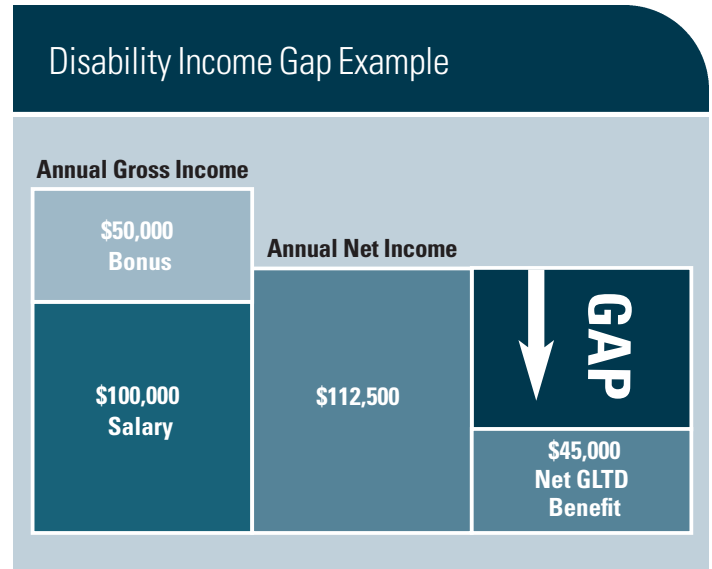 Disability Income Gap Example
Annual Gross Income
$50,000
Bonus
$100,000
Salary
Annual Net Income
$112,500
GAP
$45,000
Net GLTD
Benefit